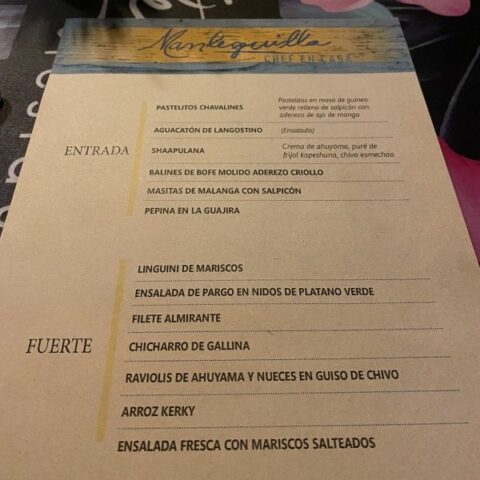 Mantequilla
CHEF EN CASA
ENTRADA
PASTELITOS CHAVALINES
Pastelitos en masa de guineo
verde rellena de salpicón con
aderezo de ajo de mango
AGUACATÓN DE LANGOSTINO (Ensalada)
SHAAPULANA
Crema de ahuyama, puré de
frijol kapeshuna, chivo esmechao
BALINES DE BOFE MOLIDO ADEREZO CRIOLLO
MASITAS DE MALANGA CON SALPICÓN
PEPINA EN LA GUAJIRA
FUERTE
LINGUINI DE MARISCOS
ENSALADA DE PARGO EN NIDOS DE PLATANO VERDE
FILETE ALMIRANTE
CHICHARRO DE GALLINA
RAVIOLIS DE AHUYAMA Y NUECES EN GUISO DE CHIVO
ARROZ KERKY
ENSALADA FRESCA CON MARISCOS SALTEADOS